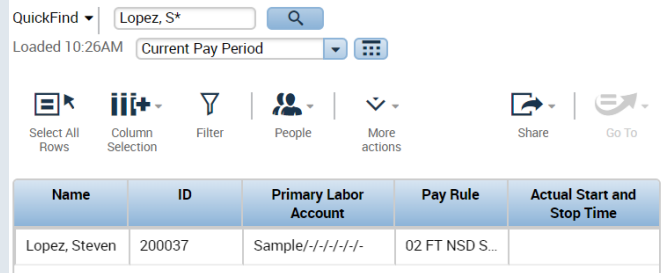 QuickFind Lopez, S*
Loaded 10:26AM Current Pay Period
Select All Rows Column Selection Filter People More actions Share Go To
Name ID Primary Labor Account Pay Rule Actual Start and Stop Time
Lopez, Steven 200037 Sample/-/-/-/-/-/- 02 FT NSD S...